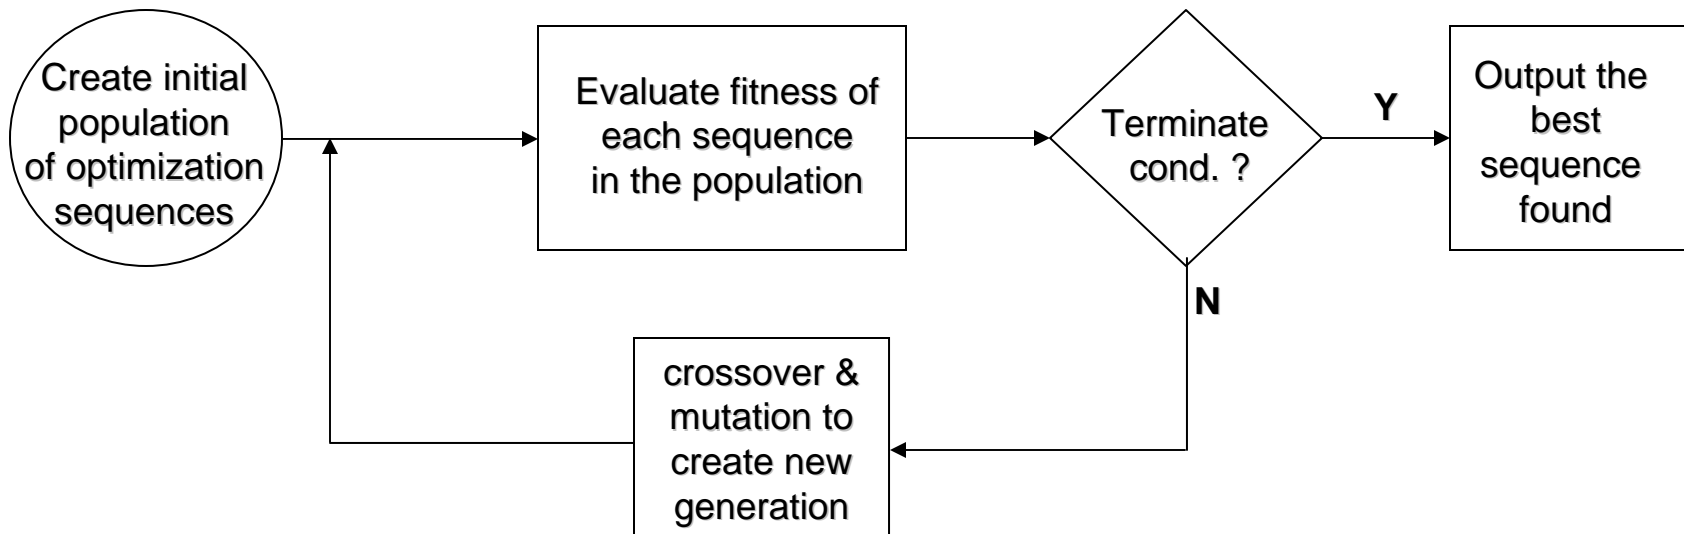 Create initial
population
of optimization
sequences
Evaluate fitness of
each sequence
in the population
Terminate
cond. ?
Y
Output the
best
sequence
found
N
crossover &
mutation to
create new
generation